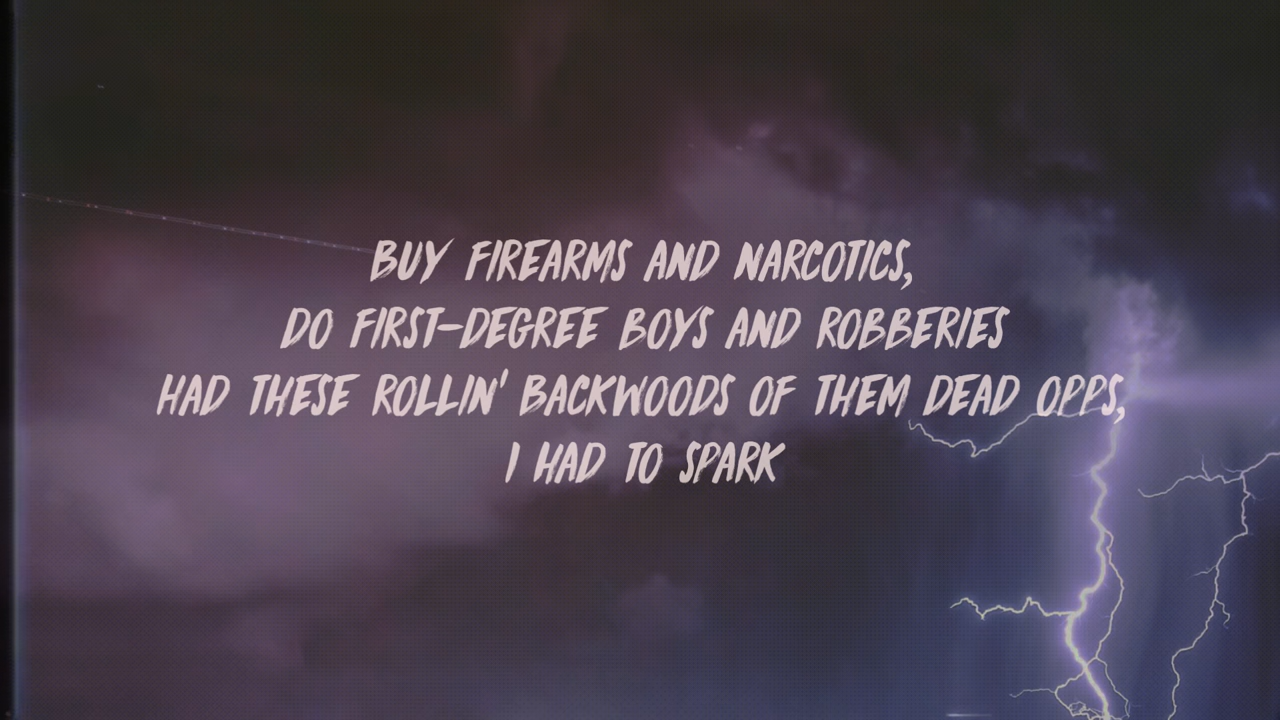 BUY FIREARMS AND NARCOTICS,
DO FIRST-DEGREE BOYS AND ROBBERIES
HAD THESE ROLLIN' BACKWOODS OF THEM DEAD OPPS,
I HAD TO SPARK